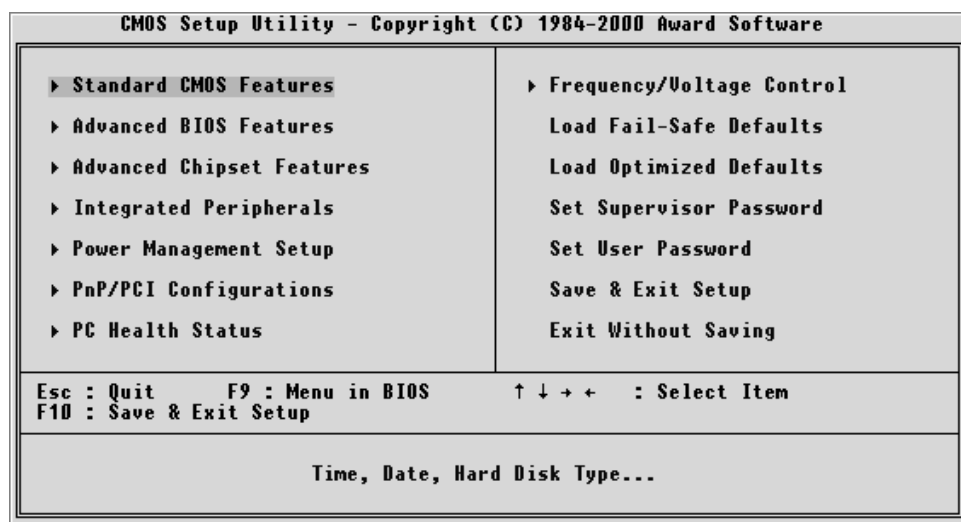 CMOS Setup Utility - Copyright (C) 1984-2000 Award Software
▸ Standard CMOS Features
▸ Advanced BIOS Features
▸ Advanced Chipset Features
▸ Integrated Peripherals
▸ Power Management Setup
▸ PnP/PCI Configurations
▸ PC Health Status
▸ Frequency/Voltage Control
Load Fail-Safe Defaults
Load Optimized Defaults
Set Supervisor Password
Set User Password
Save & Exit Setup
Exit Without Saving
Esc : Quit F9 : Menu in BIOS ↑ ↓ → ← : Select Item
F10 : Save & Exit Setup
Time, Date, Hard Disk Type...